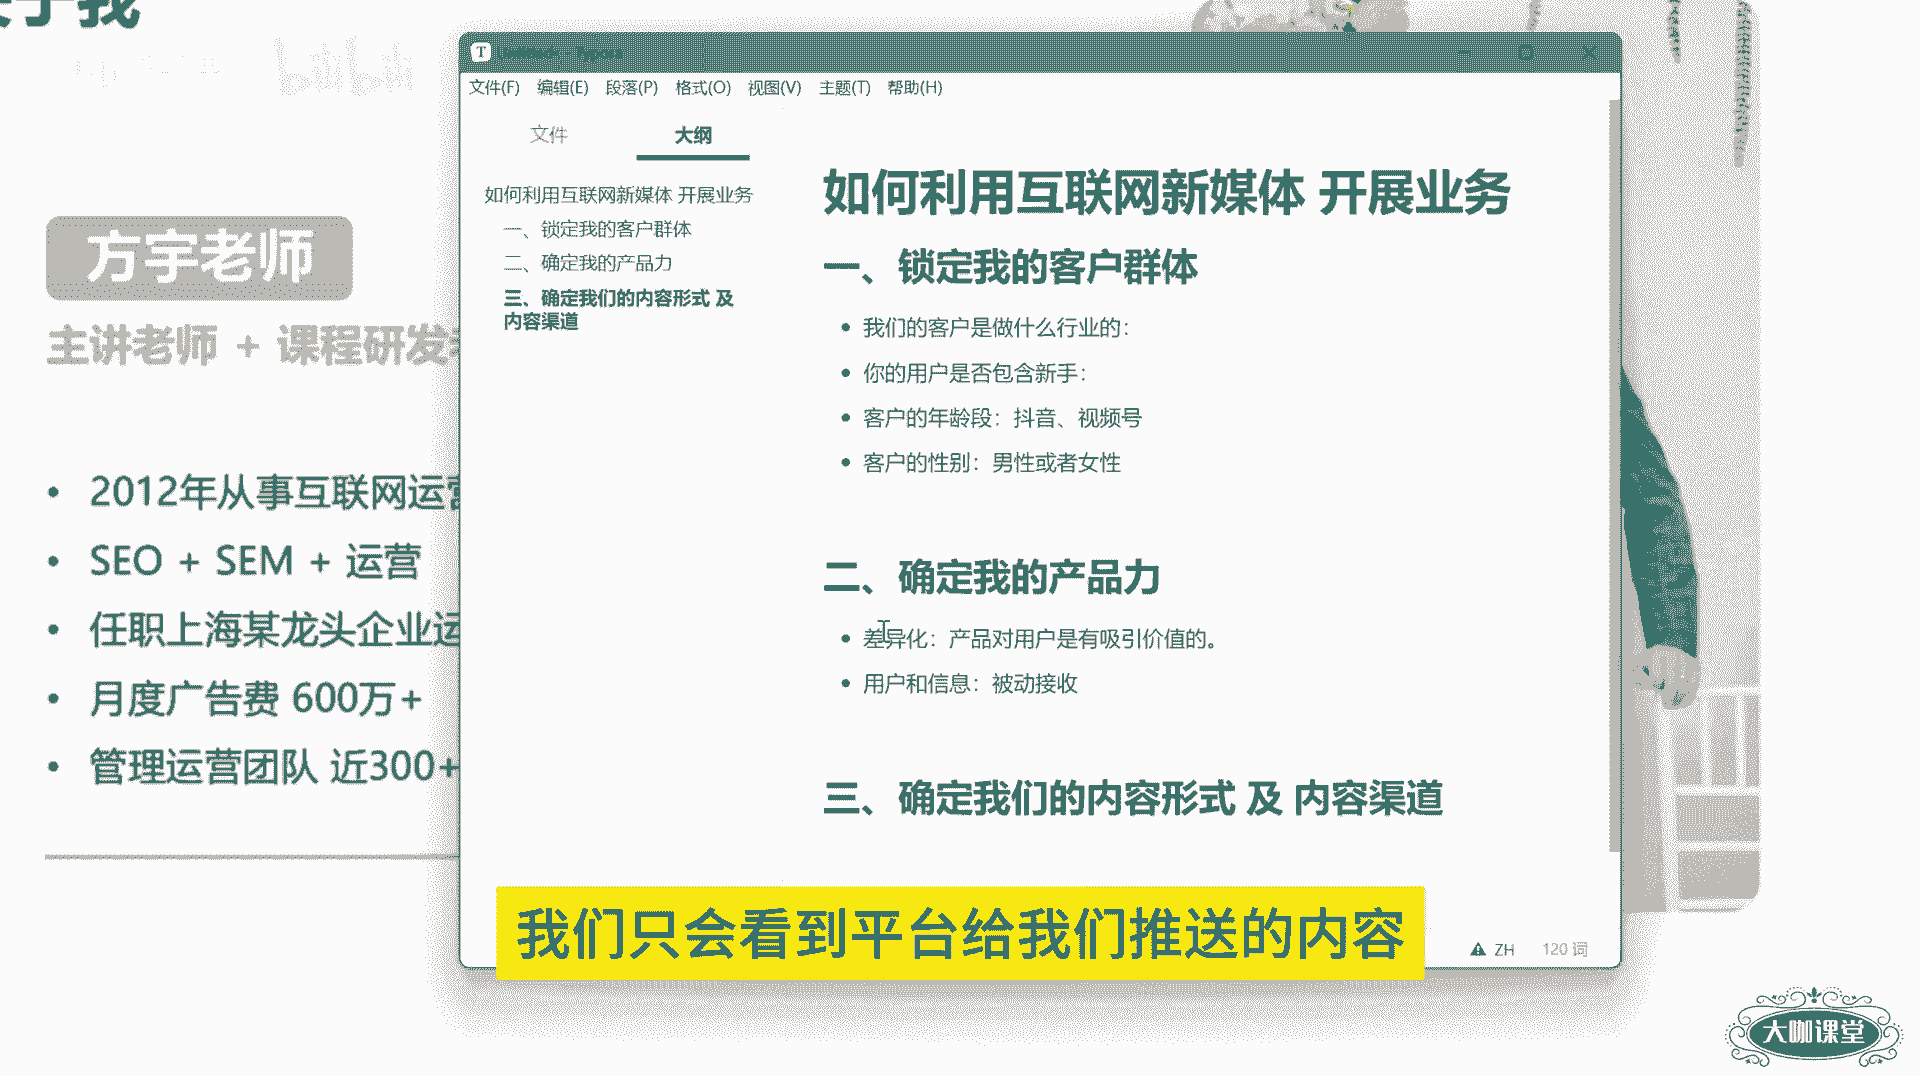 于我
bilibili
方宇老师
主讲老师 + 课程研发
2012年从事互联网运营
SEO + SEM + 运营
任职上海某龙头企业运
月度广告费 600万+
管理运营团队 近300+
T
文件(F) 编辑(E) 段落(P) 格式(O) 视图(V) 主题(T) 帮助(H)
文件 大纲
如何利用互联网新媒体 开展业务
一、锁定我的客户群体
二、确定我的产品力
三、确定我们的内容形式 及
内容渠道
如何利用互联网新媒体 开展业务
一、锁定我的客户群体
我们的客户是做什么行业的：
你的用户是否包含新手：
客户的年龄段：抖音、视频号
客户的性别：男性或者女性
二、确定我的产品力
差异化：产品对用户是有吸引价值的。
用户和信息：被动接收
三、确定我们的内容形式 及 内容渠道
我们只会看到平台给我们推送的内容
ZH 120 词
大咖课堂